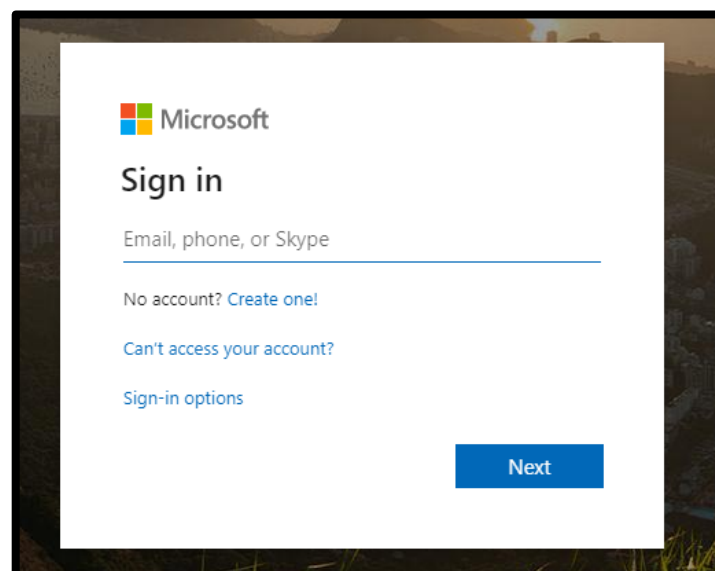 Microsoft
Sign in
Email, phone, or Skype
No account? Create one!
Can't access your account?
Sign-in options
Next